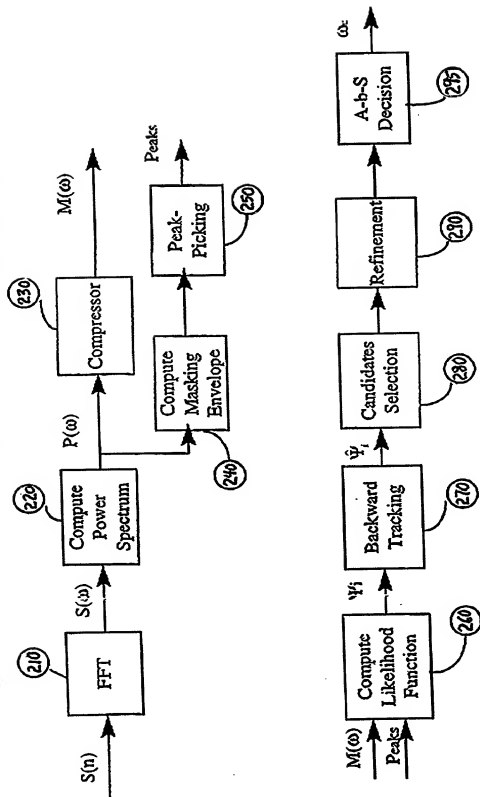 S(n)
210
FFT
S(ω)
220
Compute
Power
Spectrum
P(ω)
230
Compressor
M(ω)
240
Compute
Masking
Envelope
250
Peak-
Picking
Peaks
M(ω)
Peaks
260
Compute
Likelihood
Function
Ψi
270
Backward
Tracking
Ψ̂i
280
Candidates
Selection
290
Refinement
295
A-b-S
Decision
ω₀